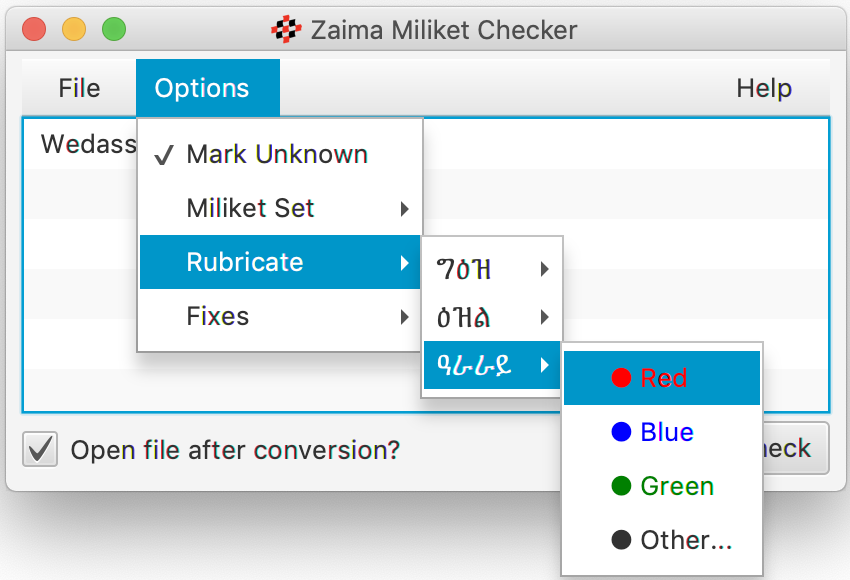 Zaima Miliket Checker
File Options Help
Wedass
✓ Mark Unknown
Miliket Set
Rubricate
Fixes
ግዕዝ
ዕዝል
ዓራራይ
Red
Blue
Green
Other...
Open file after conversion?